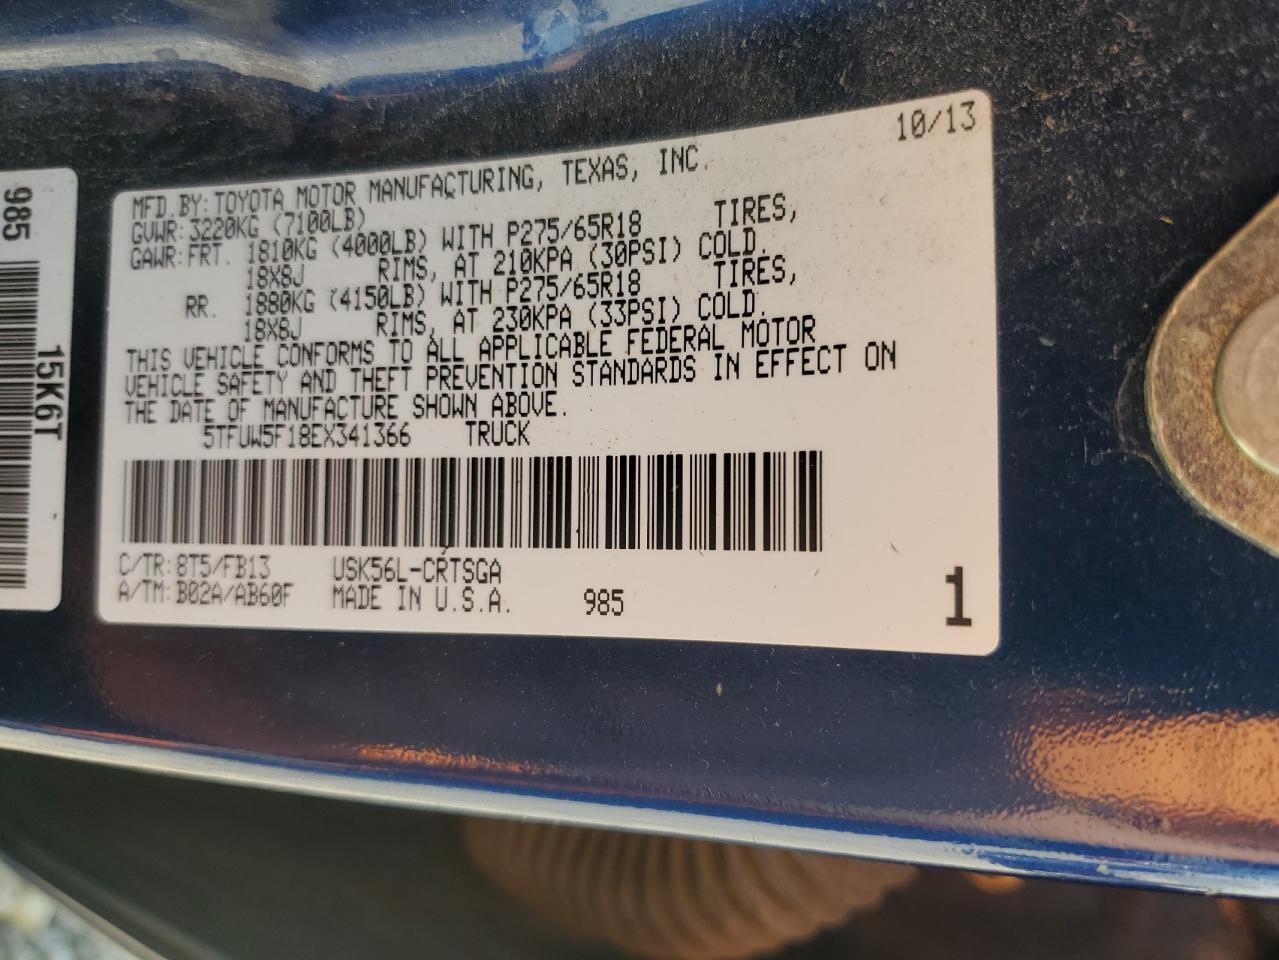 10/13
MFD.BY: TOYOTA MOTOR MANUFACTURING, TEXAS, INC.
GVWR: 3220KG (7100LB)
GAWR: FRT. 1810KG (4000LB) WITH P275/65R18 TIRES,
18X8J RIMS, AT 210KPA (30PSI) COLD.
RR. 1880KG (4150LB) WITH P275/65R18 TIRES,
18X8J RIMS, AT 230KPA (33PSI) COLD.
THIS VEHICLE CONFORMS TO ALL APPLICABLE FEDERAL MOTOR
VEHICLE SAFETY AND THEFT PREVENTION STANDARDS IN EFFECT ON
THE DATE OF MANUFACTURE SHOWN ABOVE.
5TFUW5F18EX341366 TRUCK
C/TR: 8T5/FB13 USK56L-CRTSGA
A/TM: B02A/AB60F MADE IN U.S.A. 985
1
985
15K6T